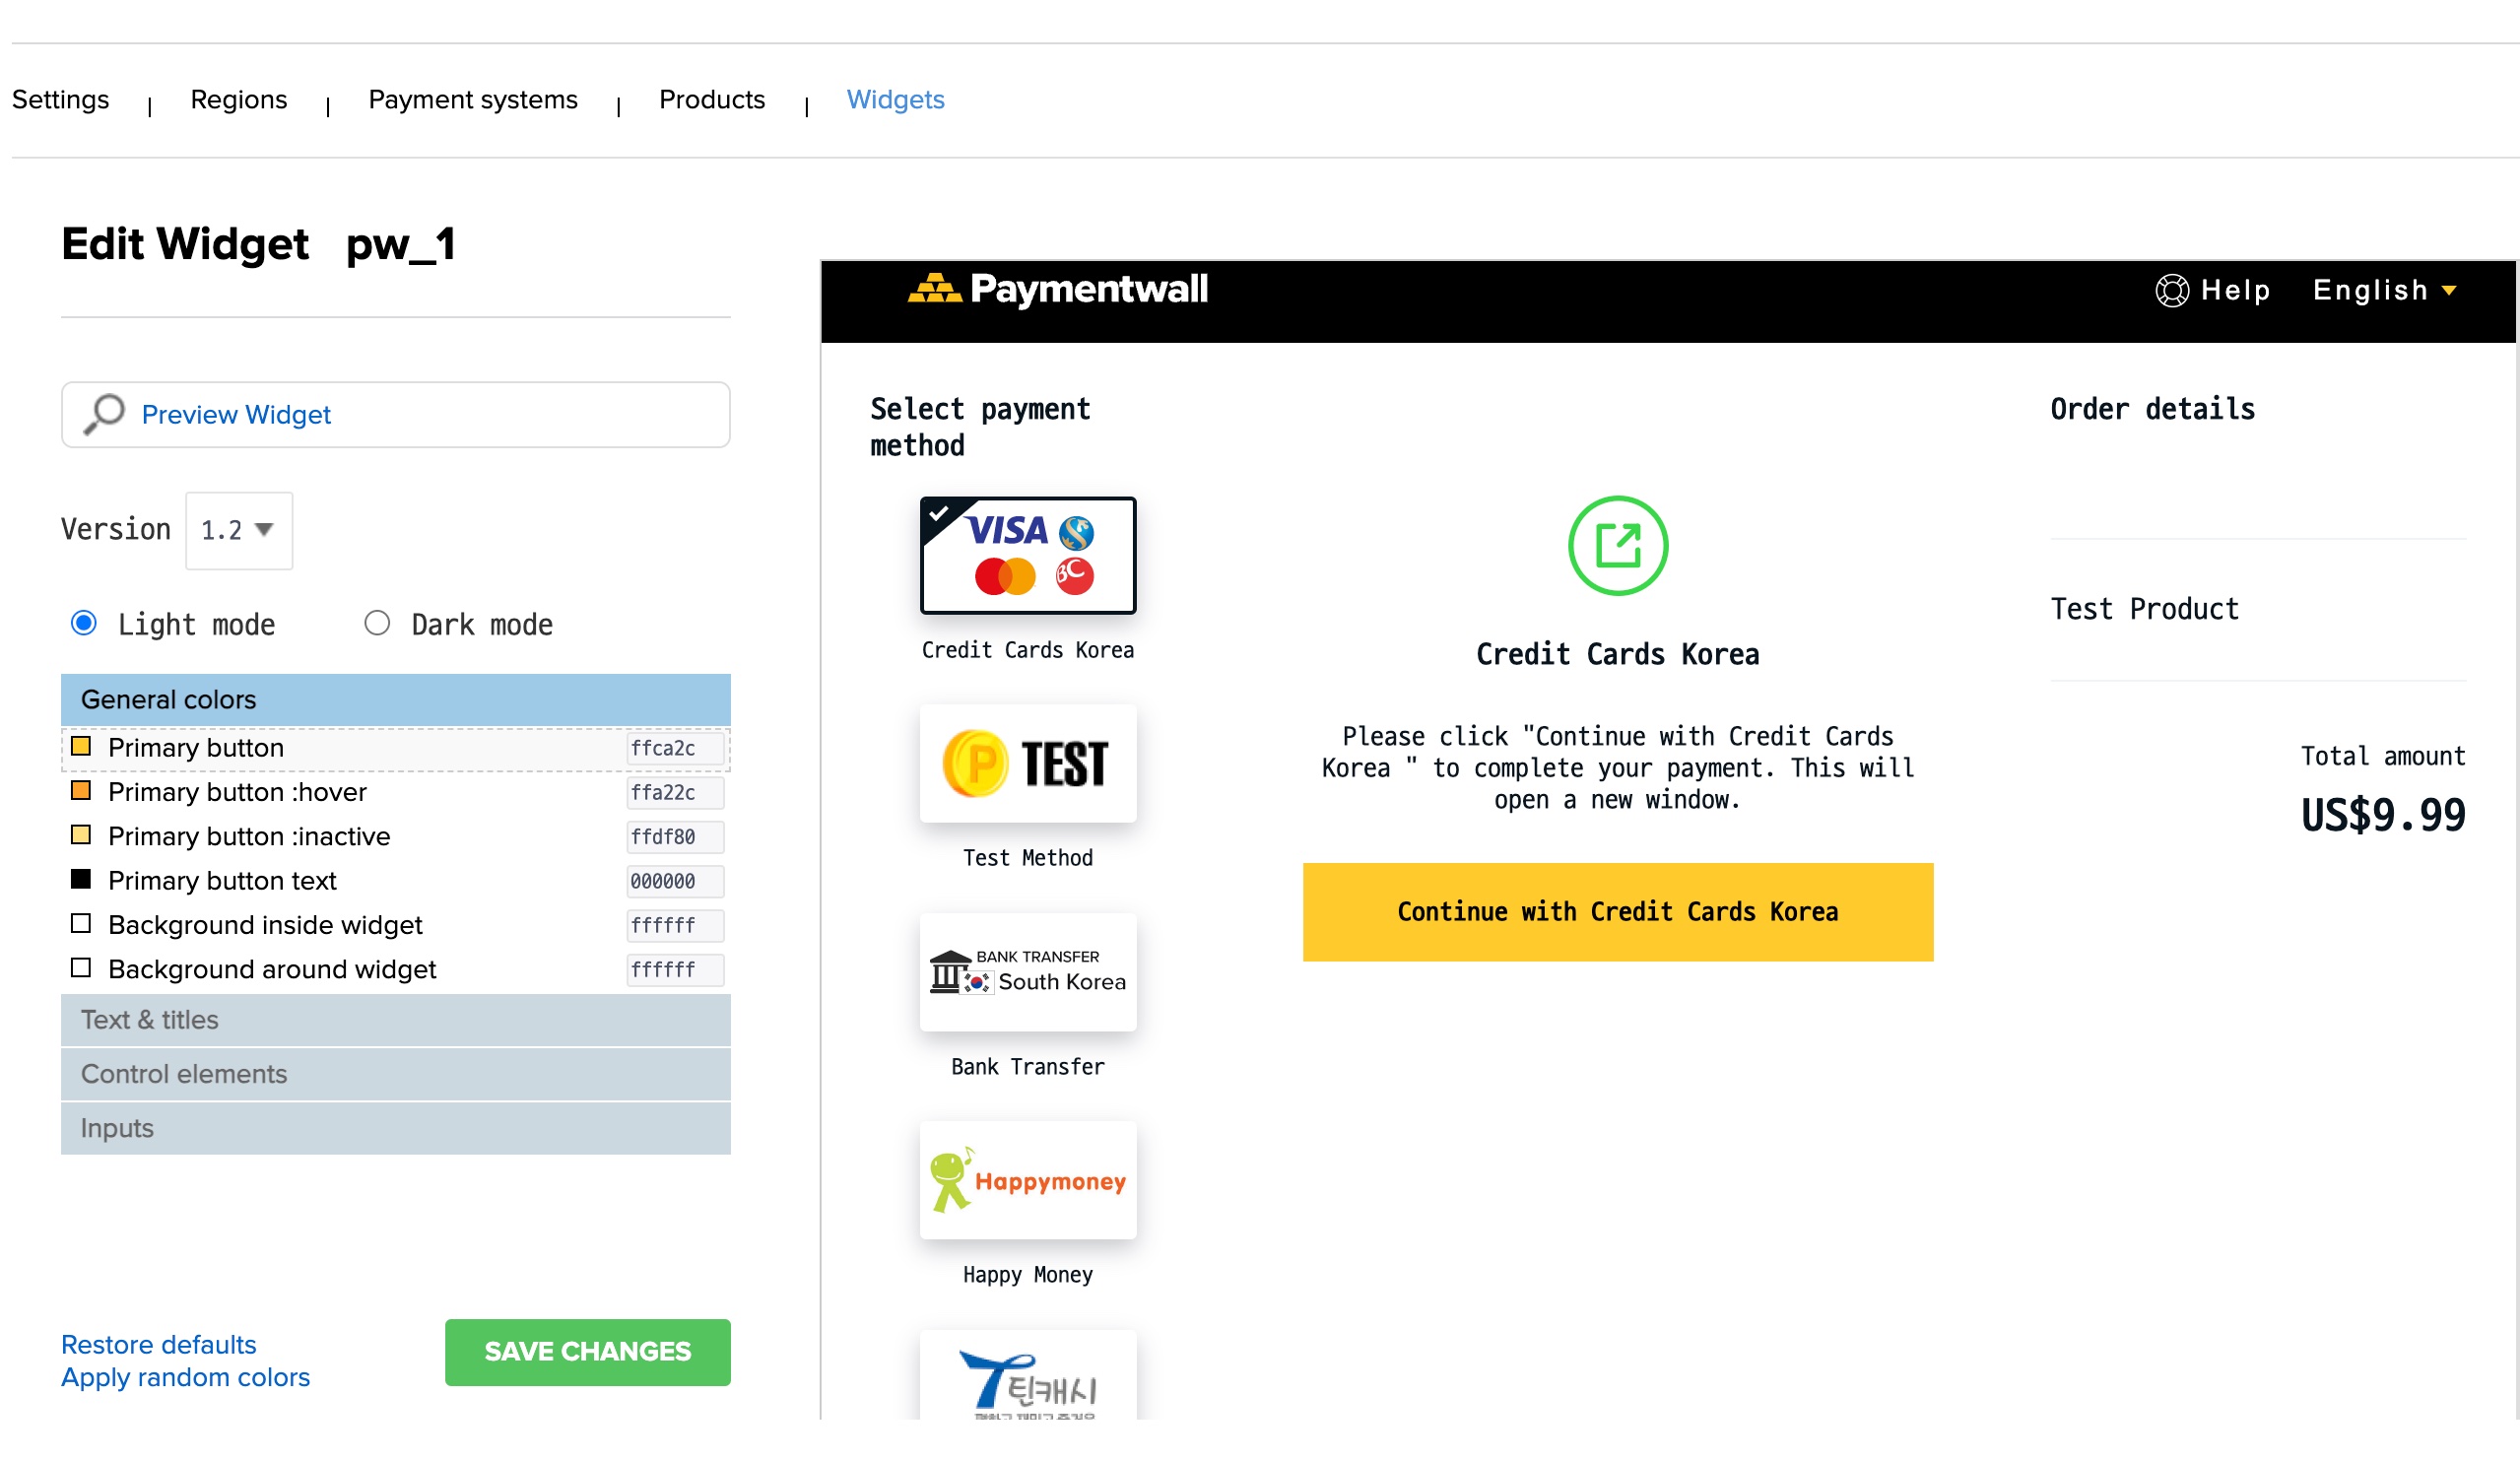 Settings | Regions | Payment systems | Products | Widgets
Edit Widget pw_1
Preview Widget
Version 1.2
Light mode Dark mode
General colors
Primary button ffca2c
Primary button :hover ffa22c
Primary button :inactive ffdf80
Primary button text 000000
Background inside widget ffffff
Background around widget ffffff
Text & titles
Control elements
Inputs
Restore defaults
Apply random colors
SAVE CHANGES
Paymentwall
Help English
Select payment
method
VISA
BC
Credit Cards Korea
P TEST
Test Method
BANK TRANSFER
South Korea
Bank Transfer
Happymoney
Happy Money
틴캐시
Credit Cards Korea
Please click "Continue with Credit Cards
Korea " to complete your payment. This will
open a new window.
Continue with Credit Cards Korea
Order details
Test Product
Total amount
US$9.99